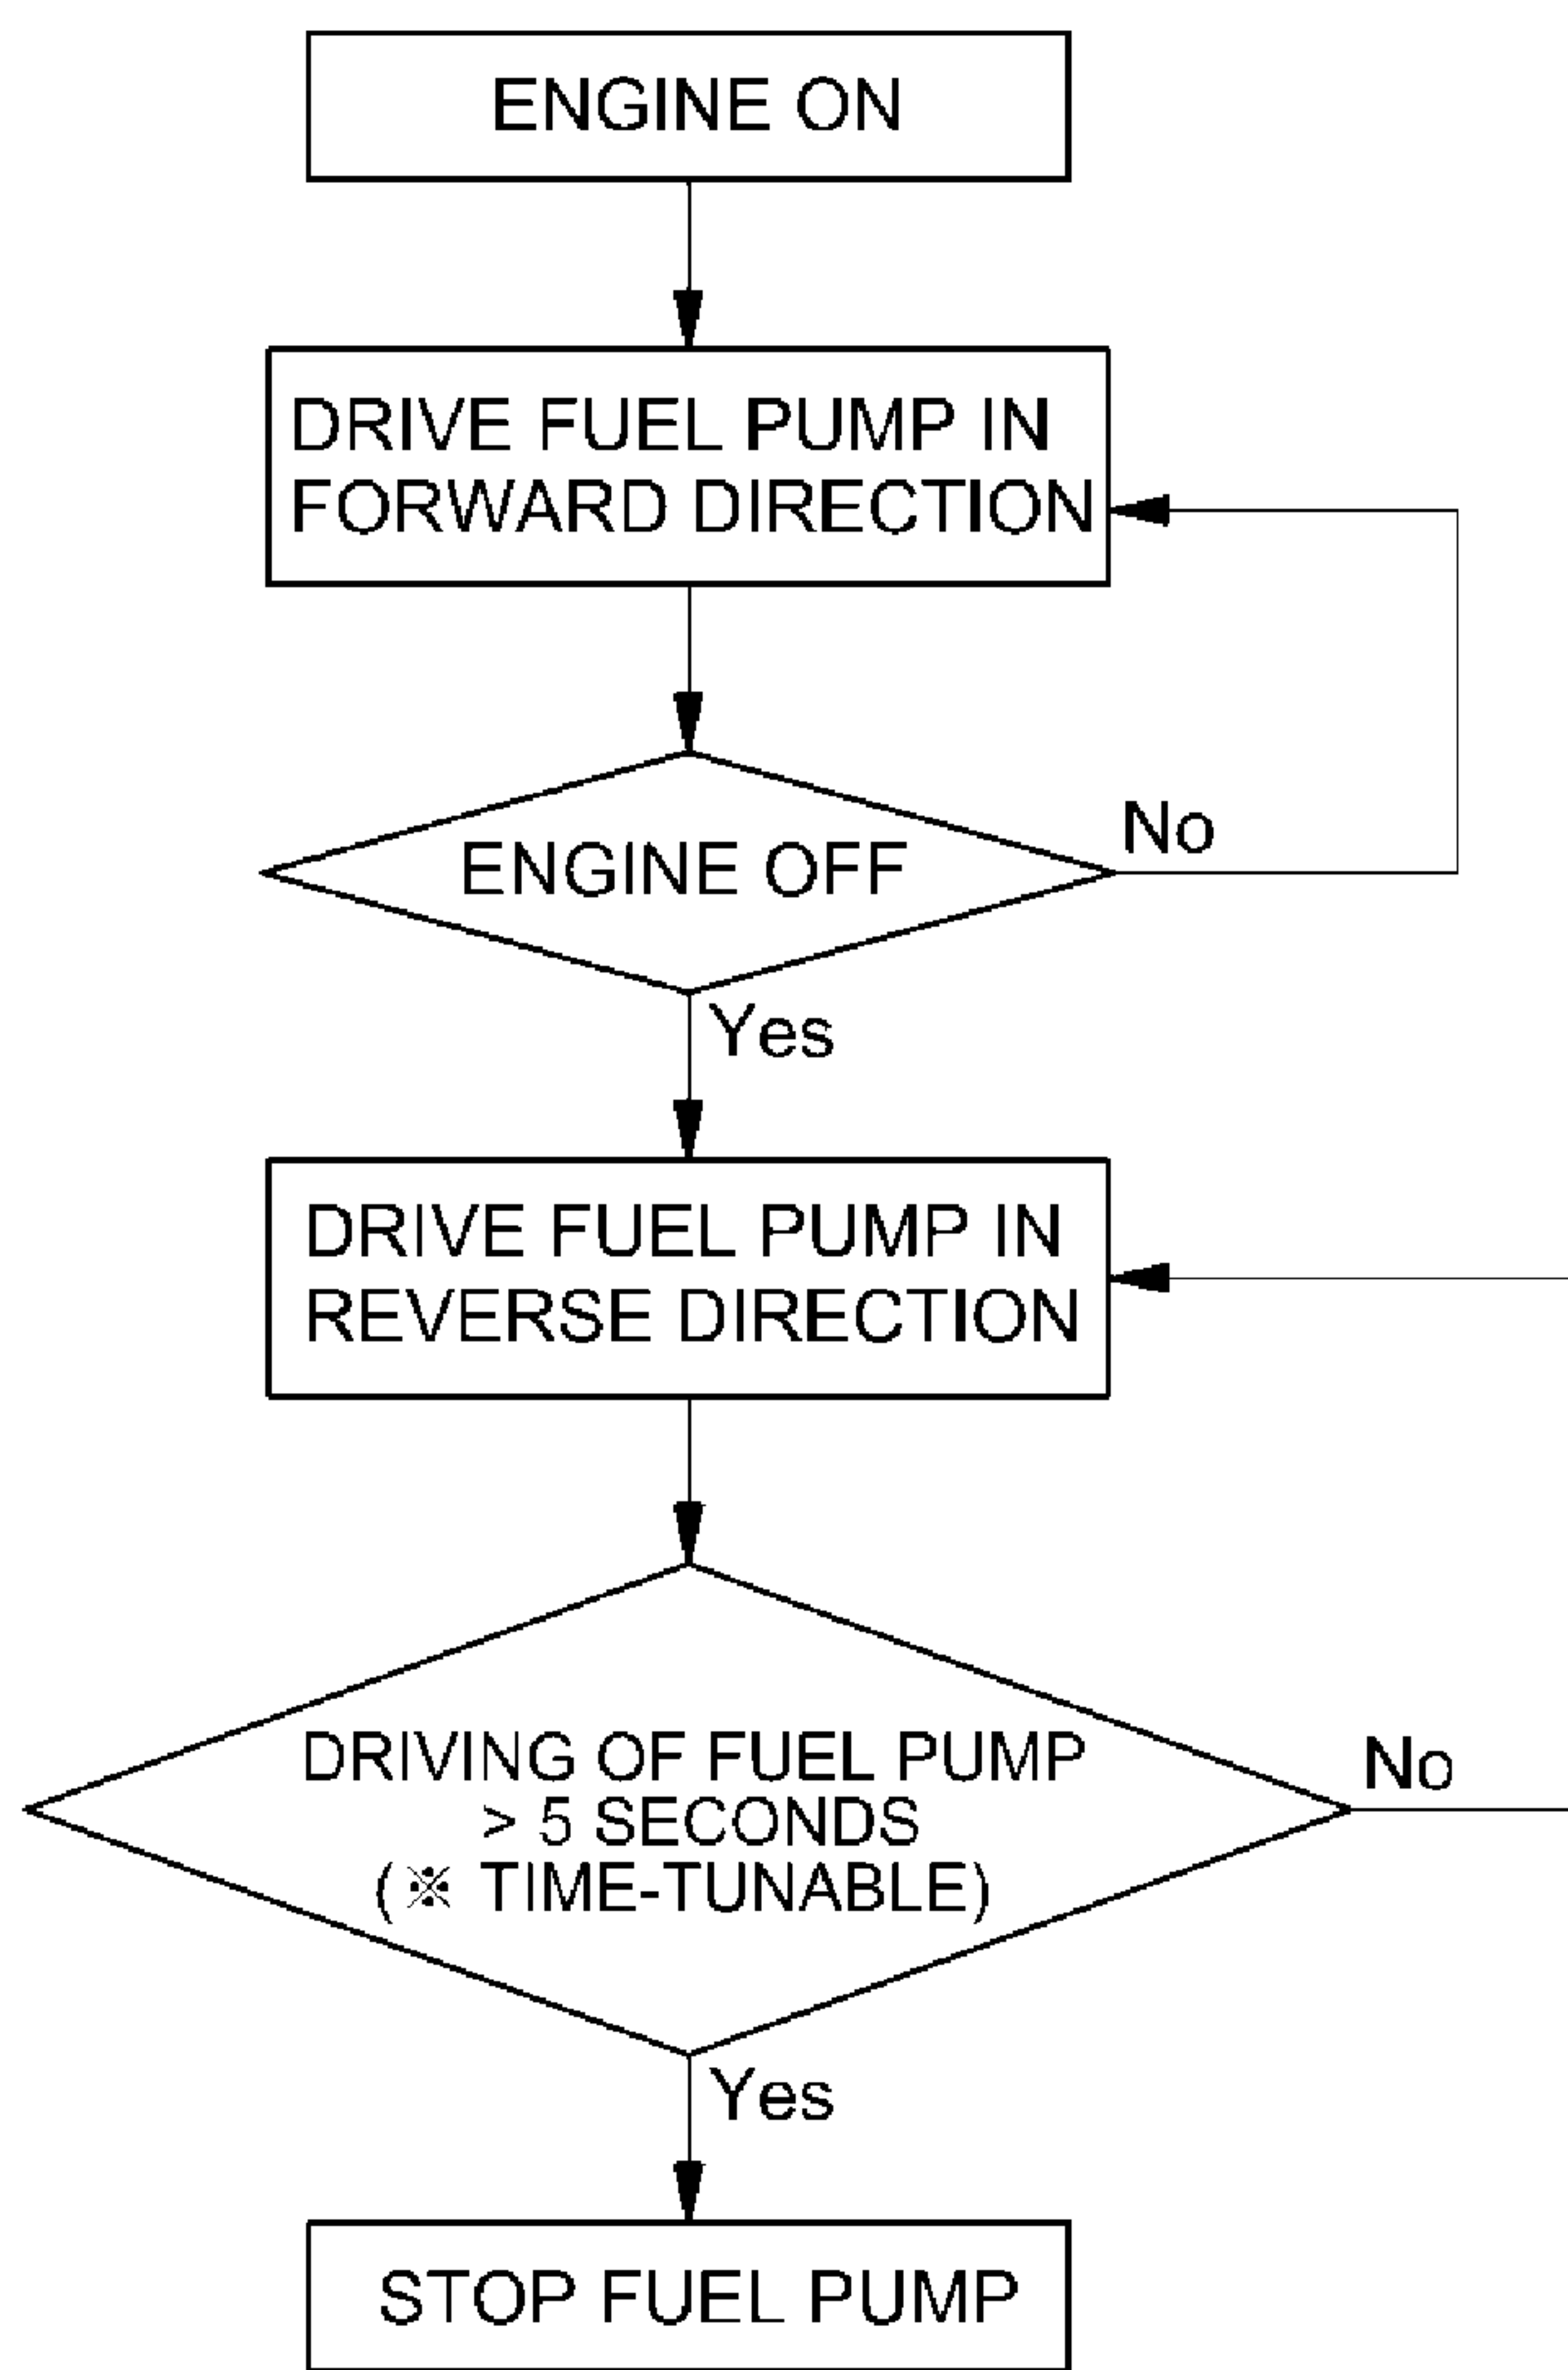 ENGINE ON
DRIVE FUEL PUMP IN
FORWARD DIRECTION
ENGINE OFF
No
Yes
DRIVE FUEL PUMP IN
REVERSE DIRECTION
DRIVING OF FUEL PUMP
> 5 SECONDS
(※ TIME-TUNABLE)
No
Yes
STOP FUEL PUMP